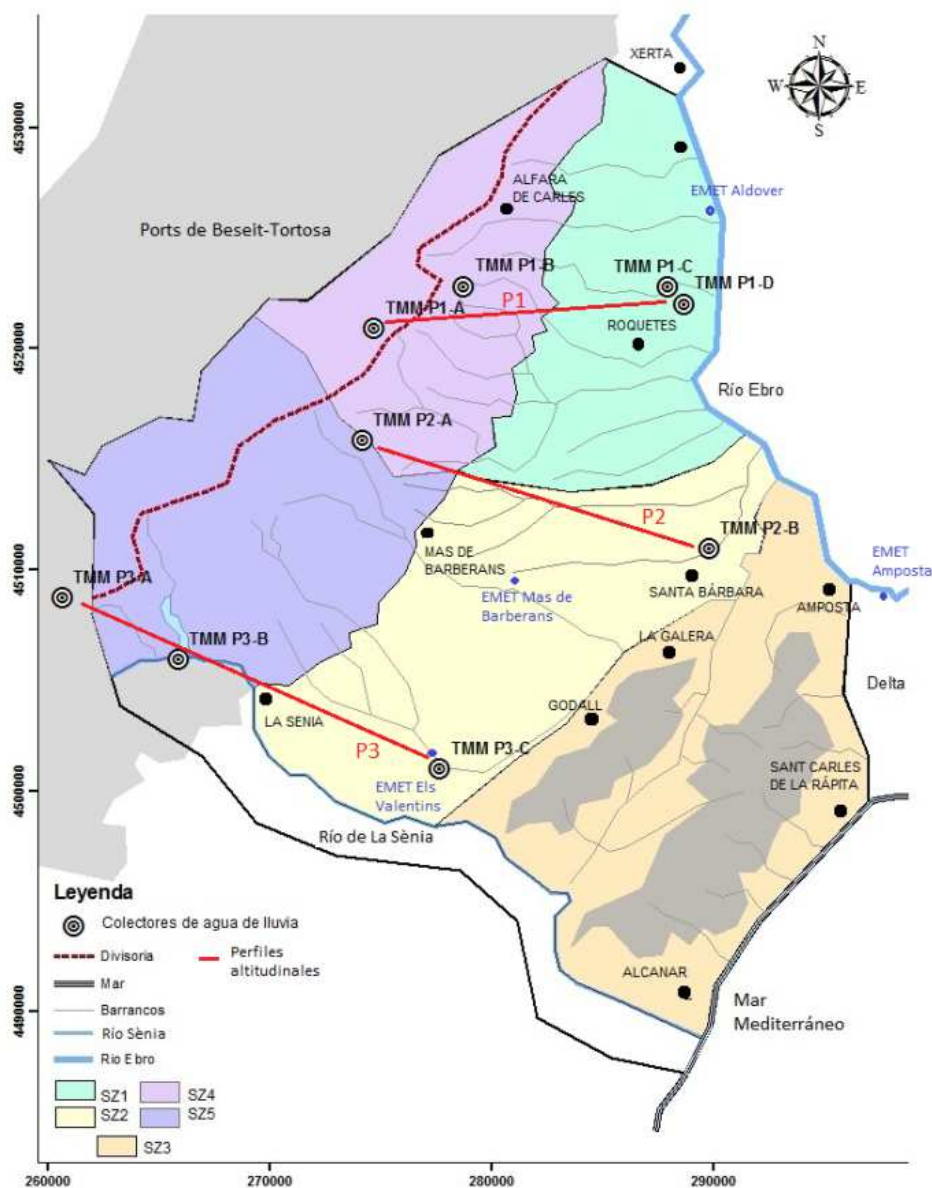 XERTA
N
W E
S
4530000
ALFARA
DE CARLES
EMET Aldover
Ports de Beseit-Tortosa
TMM P1-B
TMM P1-C
TMM P1-D
P1
TMM P1-A
ROQUETES
4520000
Río Ebro
TMM P2-A
P2
TMM P2-B
MAS DE
BARBERANS
EMET
Amposta
4510000
TMM P3-A
EMET Mas de
Barberans
SANTA BÁRBARA
AMPOSTA
TMM P3-B
LA GALERA
Delta
LA SENIA
GODALL
P3
TMM P3-C
SANT CARLES
DE LA RÁPITA
EMET Els
Valentins
4500000
Río de La Sènia
Leyenda
Colectores de agua de lluvia
Divisoria
Perfiles
altitudinales
Mar
Barrancos
Río Sènia
Rio Ebro
ALCANAR
Mar
Mediterráneo
4490000
SZ1 SZ4
SZ2 SZ5
SZ3
260000 270000 280000 290000